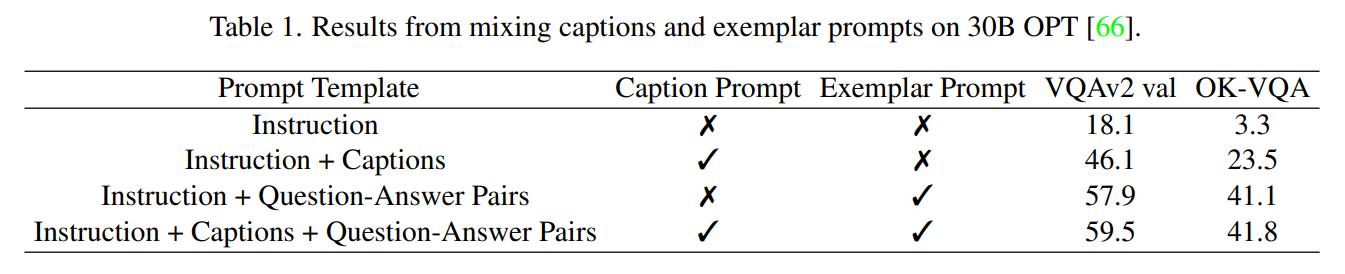 Table 1. Results from mixing captions and exemplar prompts on 30B OPT [66].
Prompt Template Caption Prompt Exemplar Prompt VQAv2 val OK-VQA
Instruction ✗ ✗ 18.1 3.3
Instruction + Captions ✓ ✗ 46.1 23.5
Instruction + Question-Answer Pairs ✗ ✓ 57.9 41.1
Instruction + Captions + Question-Answer Pairs ✓ ✓ 59.5 41.8